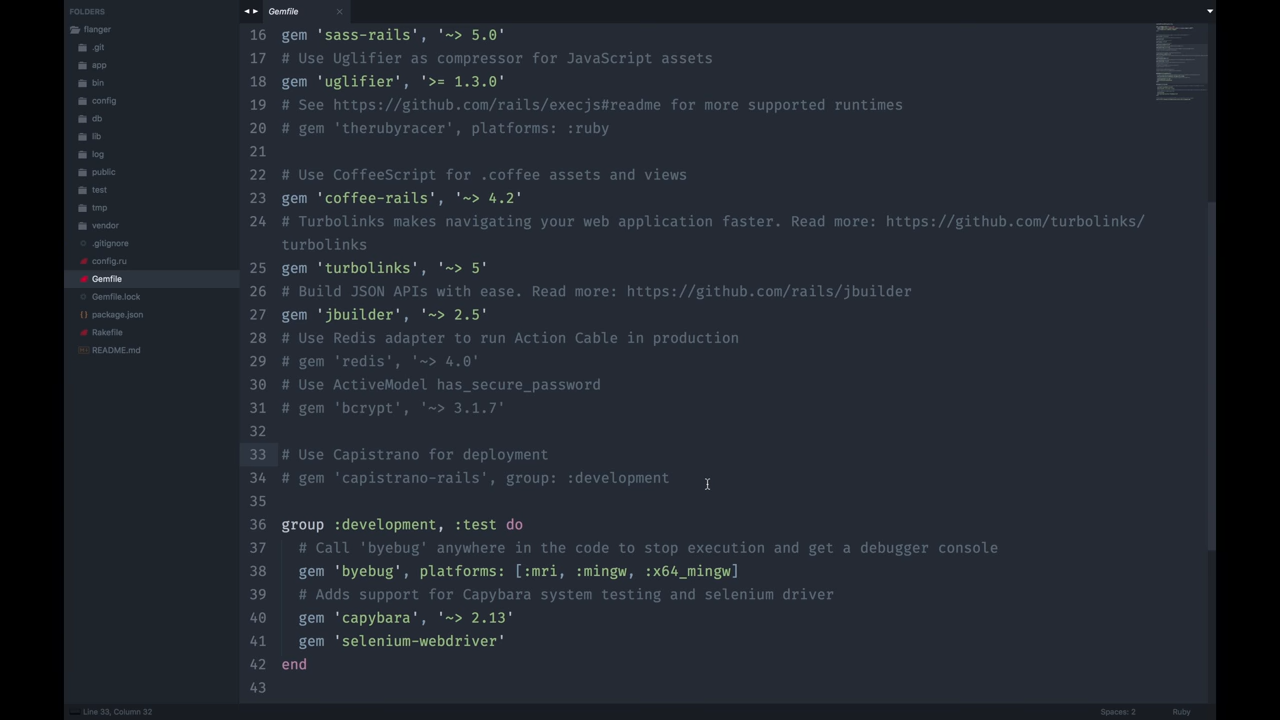 FOLDERS
flanger
.git
app
bin
config
db
lib
log
public
test
tmp
vendor
.gitignore
config.ru
Gemfile
Gemfile.lock
package.json
Rakefile
README.md
Gemfile
16 gem 'sass-rails', '~> 5.0'
17 # Use Uglifier as compressor for JavaScript assets
18 gem 'uglifier', '>= 1.3.0'
19 # See https://github.com/rails/execjs#readme for more supported runtimes
20 # gem 'therubyracer', platforms: :ruby
21
22 # Use CoffeeScript for .coffee assets and views
23 gem 'coffee-rails', '~> 4.2'
24 # Turbolinks makes navigating your web application faster. Read more: https://github.com/turbolinks/
turbolinks
25 gem 'turbolinks', '~> 5'
26 # Build JSON APIs with ease. Read more: https://github.com/rails/jbuilder
27 gem 'jbuilder', '~> 2.5'
28 # Use Redis adapter to run Action Cable in production
29 # gem 'redis', '~> 4.0'
30 # Use ActiveModel has_secure_password
31 # gem 'bcrypt', '~> 3.1.7'
32
33 # Use Capistrano for deployment
34 # gem 'capistrano-rails', group: :development
35
36 group :development, :test do
37 # Call 'byebug' anywhere in the code to stop execution and get a debugger console
38 gem 'byebug', platforms: [:mri, :mingw, :x64_mingw]
39 # Adds support for Capybara system testing and selenium driver
40 gem 'capybara', '~> 2.13'
41 gem 'selenium-webdriver'
42 end
43
Line 33, Column 32
Spaces: 2
Ruby